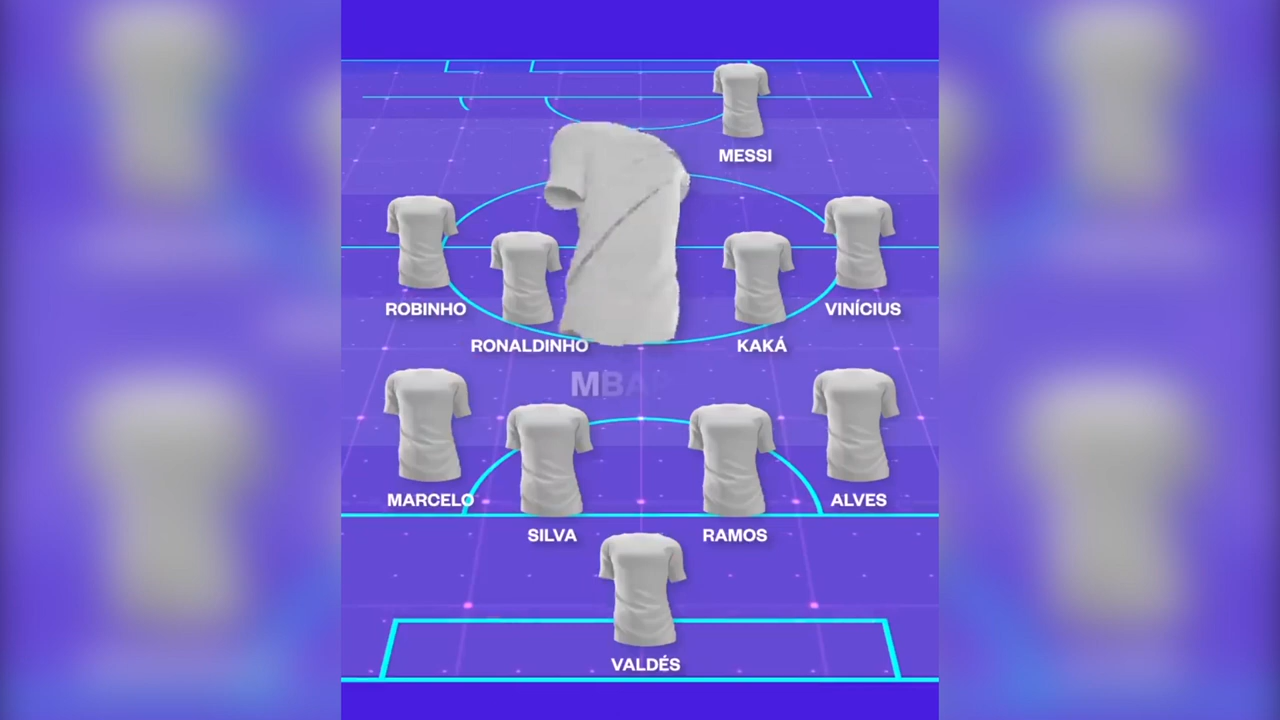 MESSI
ROBINHO
VINÍCIUS
RONALDINHO
KAKÁ
MARCELO
ALVES
SILVA
RAMOS
VALDÉS